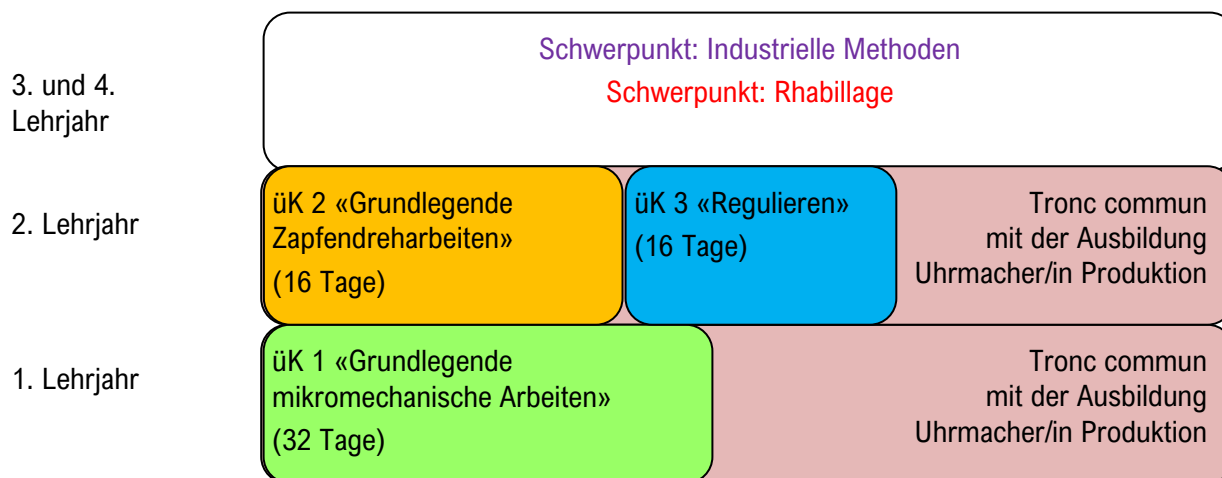 Schwerpunkt: Industrielle Methoden
Schwerpunkt: Rhabillage
3. und 4.
Lehrjahr
2. Lehrjahr
üK 2 «Grundlegende
Zapfendreharbeiten»
(16 Tage)
üK 3 «Regulieren»
(16 Tage)
Tronc commun
mit der Ausbildung
Uhrmacher/in Produktion
1. Lehrjahr
üK 1 «Grundlegende
mikromechanische Arbeiten»
(32 Tage)
Tronc commun
mit der Ausbildung
Uhrmacher/in Produktion